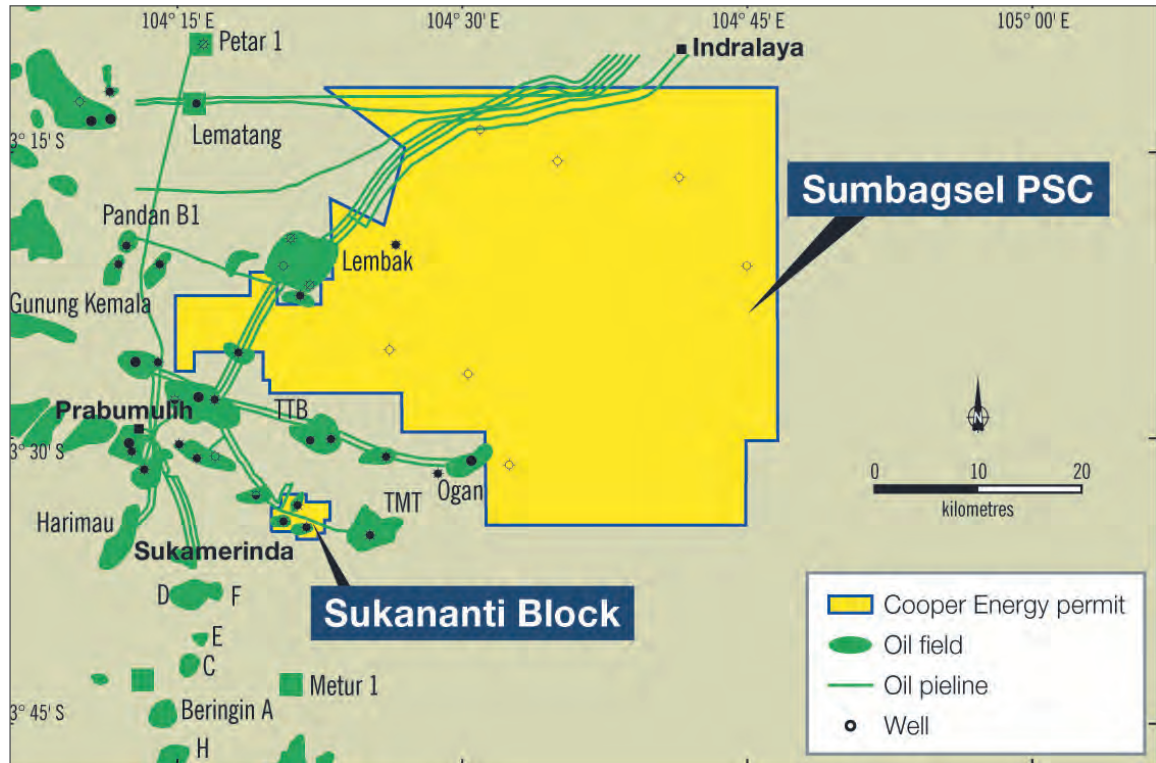 104° 15' E
104° 30' E
104° 45' E
105° 00' E
Petar 1
Indralaya
Lematang
3° 15' S
Sumbagsel PSC
Pandan B1
Lembak
Gunung Kemala
Prabumulih
TTB
3° 30' S
Ogan
N
0 10 20
kilometres
Harimau
TMT
Sukamerinda
D F
Sukananti Block
E
C
Metur 1
Beringin A
3° 45' S
H
Cooper Energy permit
Oil field
Oil pieline
Well